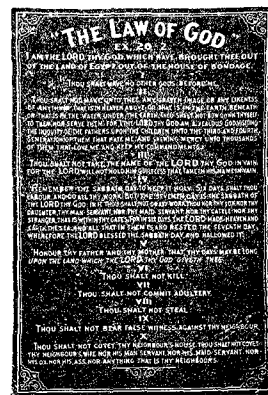 THE LAW OF GOD
EX. 20.
I AM THE LORD THY GOD, WHICH HAVE BROUGHT THEE OUT
OF THE LAND OF EGYPT, OUT OF THE HOUSE OF BONDAGE.
I
THOU SHALT HAVE NO OTHER GODS BEFORE ME.
II
THOU SHALT NOT MAKE UNTO THEE ANY GRAVEN IMAGE OR ANY LIKENESS
OF ANYTHING THAT IS IN HEAVEN ABOVE, OR THAT IS IN THE EARTH BENEATH
OR THAT IS IN THE WATER UNDER THE EARTH. THOU SHALT NOT BOW DOWN THYSELF
TO THEM, NOR SERVE THEM, FOR I THE LORD THY GOD AM A JEALOUS GOD, VISITING
THE INIQUITY OF THE FATHERS UPON THE CHILDREN UNTO THE THIRD AND FOURTH
GENERATION OF THEM THAT HATE ME, AND SHEWING MERCY UNTO THOUSANDS
OF THEM THAT LOVE ME AND KEEP MY COMMANDMENTS.
III
THOU SHALT NOT TAKE THE NAME OF THE LORD THY GOD IN VAIN
FOR THE LORD WILL NOT HOLD HIM GUILTLESS THAT TAKETH HIS NAME IN VAIN
IV
REMEMBER THE SABBATH DAY TO KEEP IT HOLY. SIX DAYS SHALT THOU
LABOUR AND DO ALL THY WORK, BUT THE SEVENTH DAY IS THE SABBATH OF
THE LORD THY GOD: IN IT THOU SHALT NOT DO ANY WORK, THOU NOR THY SON, NOR THY
DAUGHTER, THY MAN SERVANT, NOR THY MAID SERVANT, NOR THY CATTLE, NOR THY
STRANGER THAT IS WITHIN THY GATES, FOR IN SIX DAYS THE LORD MADE HEAVEN AND
EARTH, THE SEA, AND ALL THAT IN THEM IS AND RESTED THE SEVENTH DAY,
WHEREFORE THE LORD BLESSED THE SABBATH DAY, AND HALLOWED IT.
V
HONOUR THY FATHER AND THY MOTHER THAT THY DAYS MAY BE LONG
UPON THE LAND WHICH THE LORD THY GOD GIVETH THEE.
VI
THOU SHALT NOT KILL.
VII
THOU SHALT NOT COMMIT ADULTERY
VIII
THOU SHALT NOT STEAL
IX
THOU SHALT NOT BEAR FALSE WITNESS AGAINST THY NEIGHBOUR
X
THOU SHALT NOT COVET THY NEIGHBOUR'S HOUSE, THOU SHALT NOT COVET
THY NEIGHBOUR'S WIFE NOR HIS MAN SERVANT, NOR HIS MAID SERVANT, NOR
HIS OX, NOR HIS ASS, NOR ANYTHING THAT IS THY NEIGHBOUR'S.